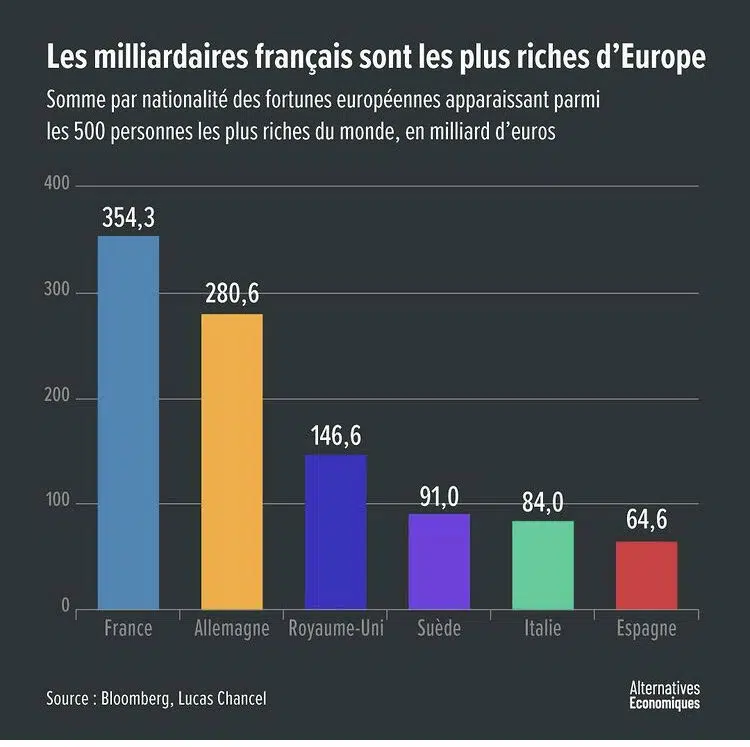 Les milliardaires français sont les plus riches d’Europe
Somme par nationalité des fortunes européennes apparaissant parmi
les 500 personnes les plus riches du monde, en milliard d’euros
400
354,3
300
280,6
200
146,6
100
91,0
84,0
64,6
0
France Allemagne Royaume-Uni Suède Italie Espagne
Source : Bloomberg, Lucas Chancel
Alternatives
Economiques